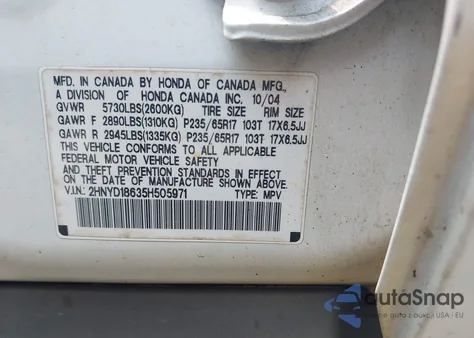 MFD. IN CANADA BY HONDA OF CANADA MFG.,
A DIVISION OF HONDA CANADA INC. 10/04
GVWR 5730LBS(2600KG) TIRE SIZE RIM SIZE
GAWR F 2890LBS(1310KG) P235/65R17 103T 17X6.5JJ
GAWR R 2945LBS(1335KG) P235/65R17 103T 17X6.5JJ
THIS VEHICLE CONFORMS TO ALL APPLICABLE
FEDERAL MOTOR VEHICLE SAFETY
AND THEFT PREVENTION STANDARDS IN EFFECT
ON THE DATE OF MANUFACTURE SHOWN ABOVE.
V.I.N.: 2HNYD18635H505971 TYPE: MPV
autoSnap
USA i EU